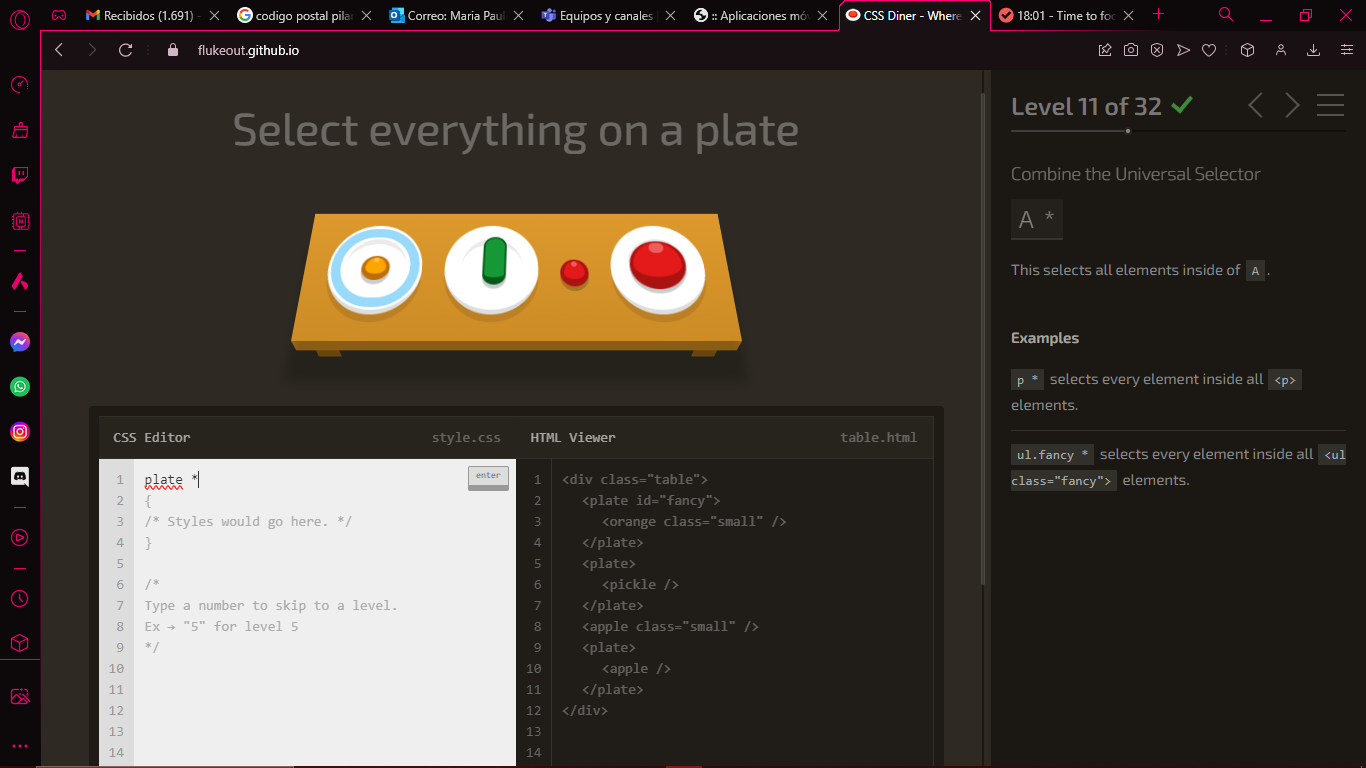 Recibidos (1.691) -
codigo postal pilar
Correo: Maria Paul
Equipos y canales
:: Aplicaciones móv
CSS Diner - Where
18:01 - Time to foc
flukeout.github.io
Select everything on a plate
CSS Editor
style.css
1 plate *
enter
2 {
3 /* Styles would go here. */
4 }
5
6 /*
7 Type a number to skip to a level.
8 Ex → "5" for level 5
9 */
10
11
12
13
14
HTML Viewer
table.html
1 <div class="table">
2 <plate id="fancy">
3 <orange class="small" />
4 </plate>
5 <plate>
6 <pickle />
7 </plate>
8 <apple class="small" />
9 <plate>
10 <apple />
11 </plate>
12 </div>
13
14
Level 11 of 32
Combine the Universal Selector
A *
This selects all elements inside of A .
Examples
p * selects every element inside all <p>
elements.
ul.fancy * selects every element inside all <ul
class="fancy"> elements.